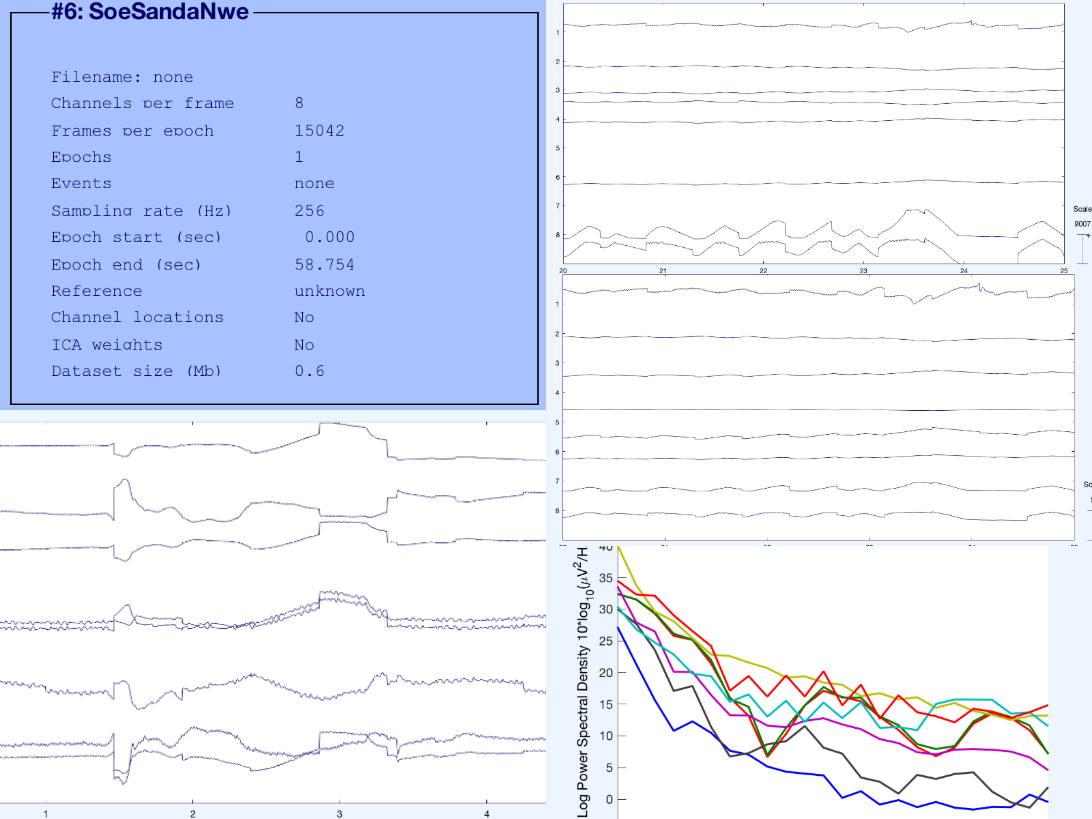 #6: SoeSandaNwe
Filename: none
Channels per frame 8
Frames per epoch 15042
Epochs 1
Events none
Sampling rate (Hz) 256
Epoch start (sec) 0.000
Epoch end (sec) 58.754
Reference unknown
Channel locations No
ICA weights No
Dataset size (Mb) 0.6
1
2
3
4
5
6
7
8
20 21 22 23 24 25
Scale
9007
+
1
2
3
4
5
6
7
8
Sc
1 2 3 4
Log Power Spectral Density 10*log10(μV2/H
40
35
30
25
20
15
10
5
0